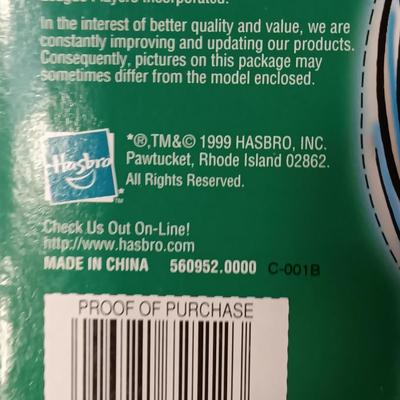 League Players Incorporated.
In the interest of better quality and value, we are
constantly improving and updating our products.
Consequently, pictures on this package may
sometimes differ from the model enclosed.
Hasbro
™
*®,TM&© 1999 HASBRO, INC.
Pawtucket, Rhode Island 02862.
All Rights Reserved.
Check Us Out On-Line!
http://www.hasbro.com
MADE IN CHINA 560952.0000 C-001B
PROOF OF PURCHASE